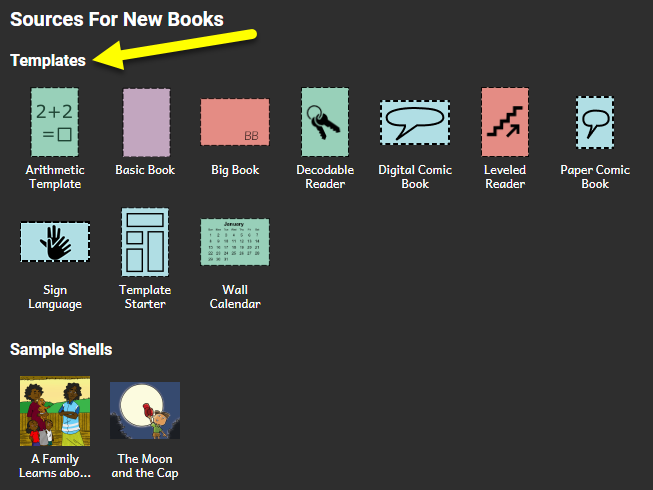 Sources For New Books
Templates
2+2
=
BB
January
Arithmetic
Template
Basic Book
Big Book
Decodable
Reader
Digital Comic
Book
Leveled
Reader
Paper Comic
Book
Sign
Language
Template
Starter
Wall
Calendar
Sample Shells
A Family
Learns abo...
The Moon
and the Cap